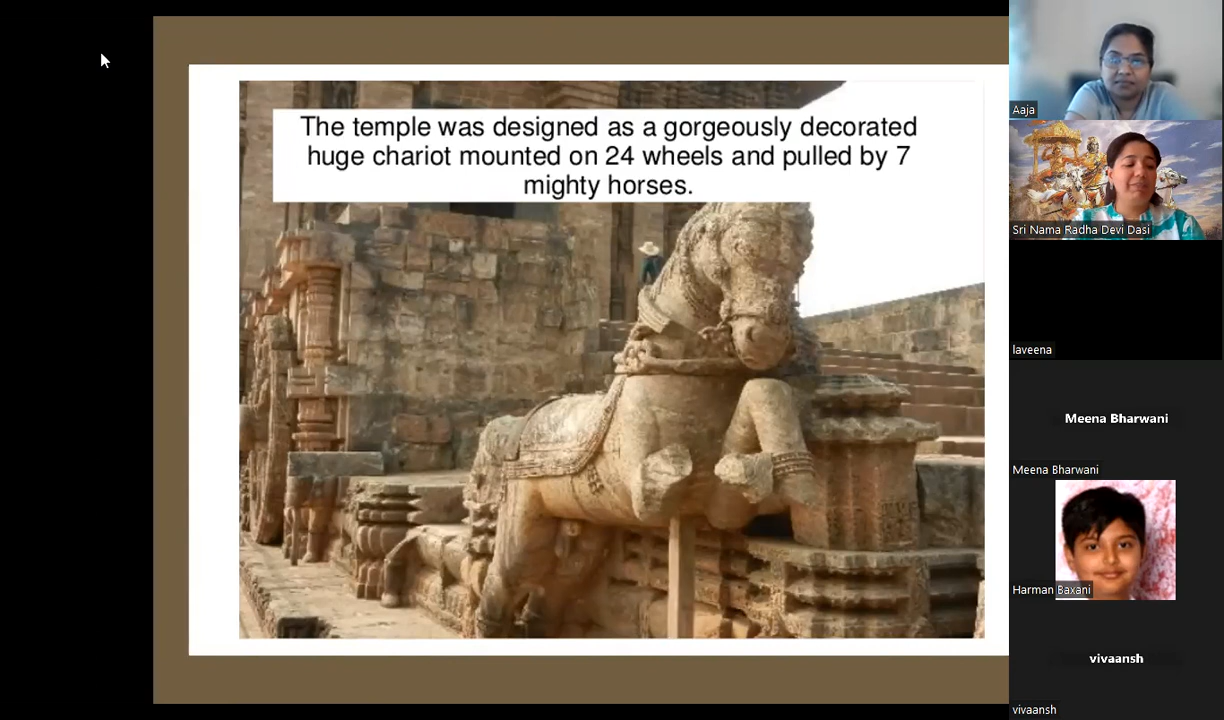 The temple was designed as a gorgeously decorated
huge chariot mounted on 24 wheels and pulled by 7
mighty horses.
Aaja
Sri Nama Radha Devi Dasi
laveena
Meena Bharwani
Meena Bharwani
Harman Baxani
vivaansh
vivaansh